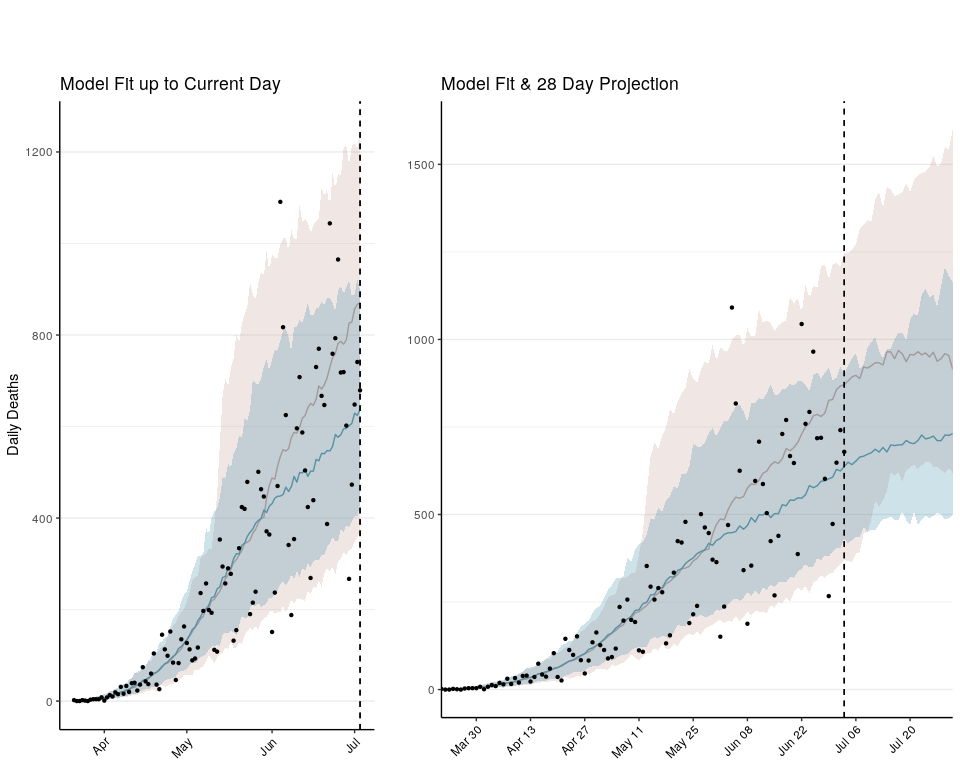 Model Fit up to Current Day
Daily Deaths
1200
800
400
0
Apr
May
Jun
Jul
Model Fit & 28 Day Projection
1500
1000
500
0
Mar 30
Apr 13
Apr 27
May 11
May 25
Jun 08
Jun 22
Jul 06
Jul 20